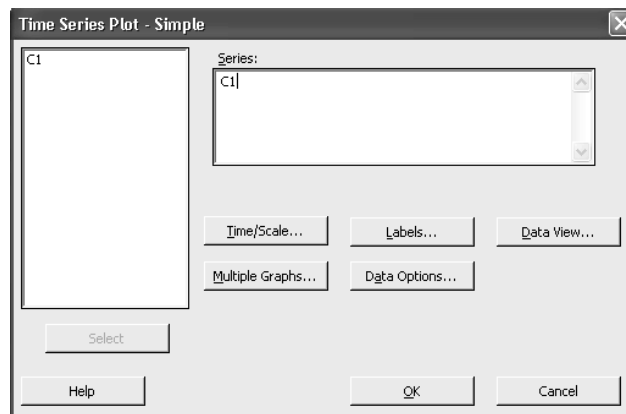 Time Series Plot - Simple
C1
Series:
C1
Time/Scale...
Labels...
Data View...
Multiple Graphs...
Data Options...
Select
Help
OK
Cancel